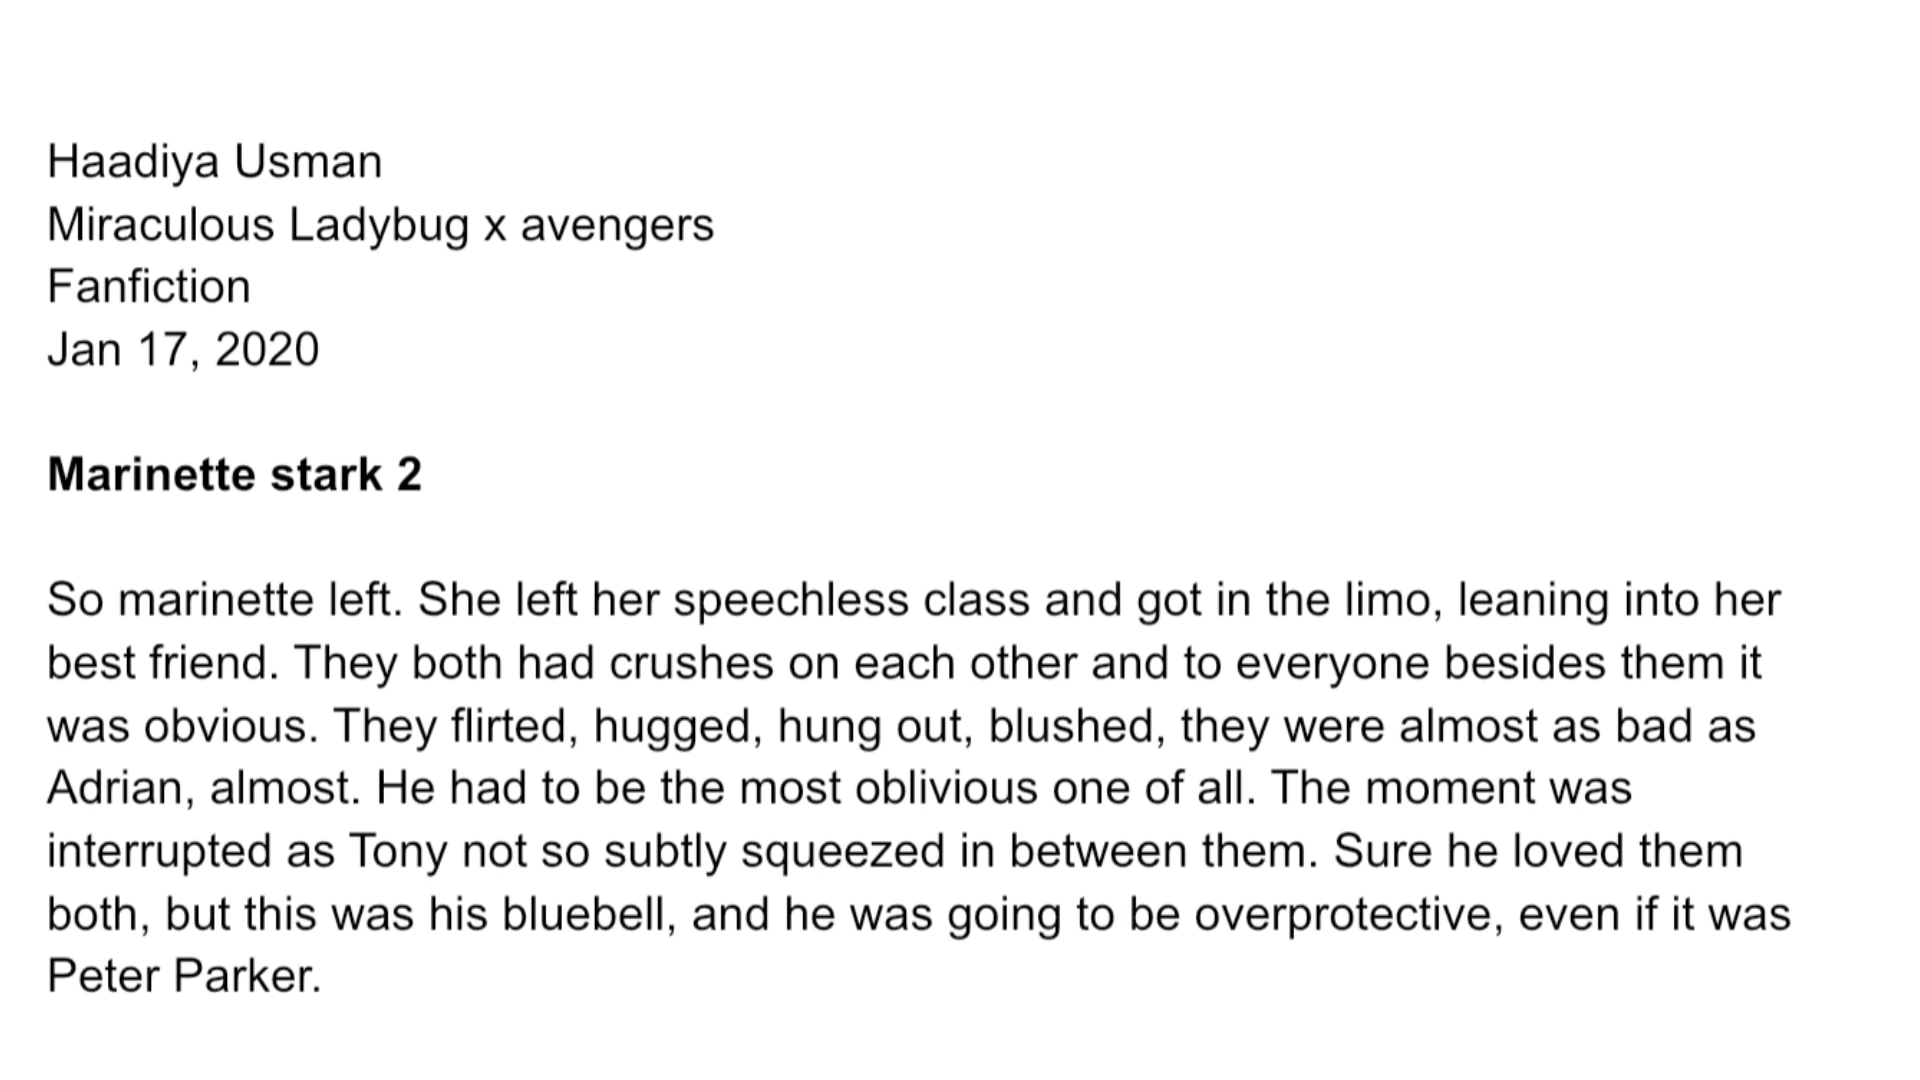 Haadiya Usman
Miraculous Ladybug x avengers
Fanfiction
Jan 17, 2020
Marinette stark 2
So marinette left. She left her speechless class and got in the limo, leaning into her
best friend. They both had crushes on each other and to everyone besides them it
was obvious. They flirted, hugged, hung out, blushed, they were almost as bad as
Adrian, almost. He had to be the most oblivious one of all. The moment was
interrupted as Tony not so subtly squeezed in between them. Sure he loved them
both, but this was his bluebell, and he was going to be overprotective, even if it was
Peter Parker.